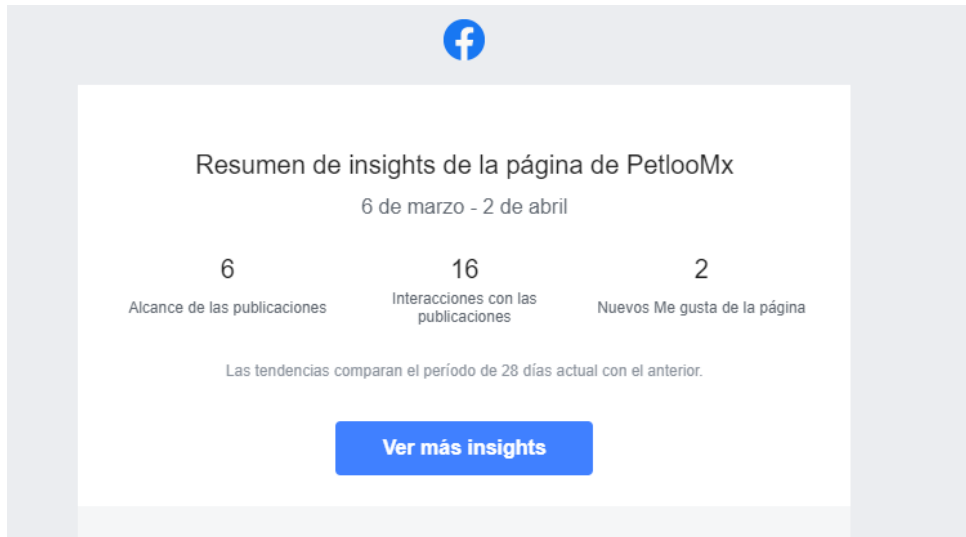 Resumen de insights de la página de PetlooMx
6 de marzo - 2 de abril
6
Alcance de las publicaciones
16
Interacciones con las
publicaciones
2
Nuevos Me gusta de la página
Las tendencias comparan el período de 28 días actual con el anterior.
Ver más insights